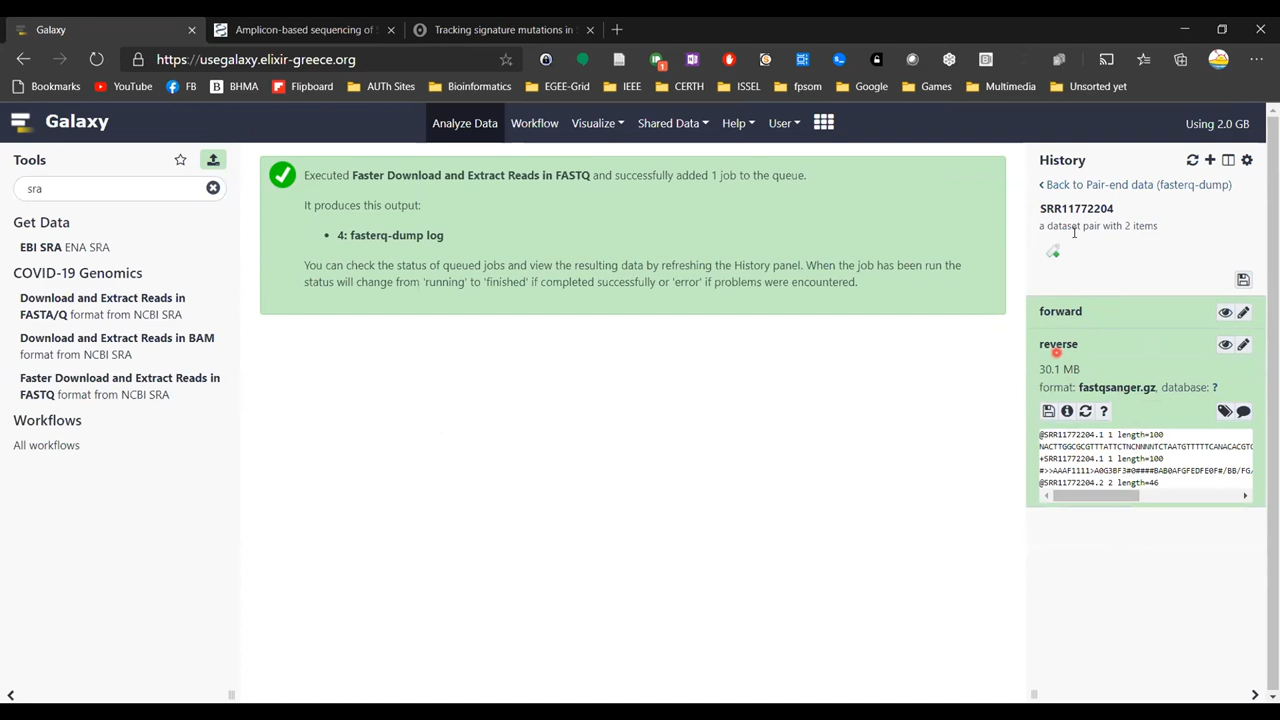 Galaxy
Amplicon-based sequencing of
Tracking signature mutations in
https://usegalaxy.elixir-greece.org
1
Bookmarks YouTube FB BHMA Flipboard AUTh Sites Bioinformatics EGEE-Grid IEEE CERTH ISSEL fpsom Google Games Multimedia Unsorted yet
Galaxy
Analyze Data Workflow Visualize Shared Data Help User Using 2.0 GB
Tools
sra
Get Data
EBI SRA ENA SRA
COVID-19 Genomics
Download and Extract Reads in
FASTA/Q format from NCBI SRA
Download and Extract Reads in BAM
format from NCBI SRA
Faster Download and Extract Reads in
FASTQ format from NCBI SRA
Workflows
All workflows
Executed Faster Download and Extract Reads in FASTQ and successfully added 1 job to the queue.
It produces this output:
• 4: fasterq-dump log
You can check the status of queued jobs and view the resulting data by refreshing the History panel. When the job has been run the
status will change from 'running' to 'finished' if completed successfully or 'error' if problems were encountered.
History
Back to Pair-end data (fasterq-dump)
SRR11772204
a dataset pair with 2 items
forward
reverse
30.1 MB
format: fastqsanger.gz, database: ?
@SRR11772204.1 1 length=100
NACTTGGCGCGTTTATTCTNCNNNNTCTAATGTTTTTCANACACGTC
+SRR11772204.1 1 length=100
#>>AAAF1111>A0G3BF3#0####BAB0AFGFEDFE0F#/BB/FG/
@SRR11772204.2 2 length=46